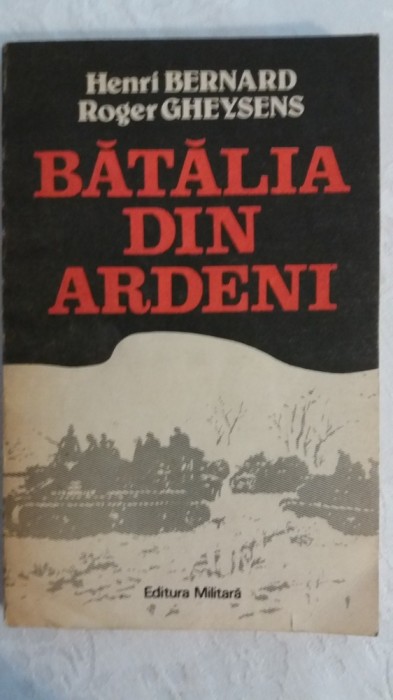 Henri BERNARD
Roger GHEYSENS
BĂTĂLIA
DIN
ARDENI
Editura Militară